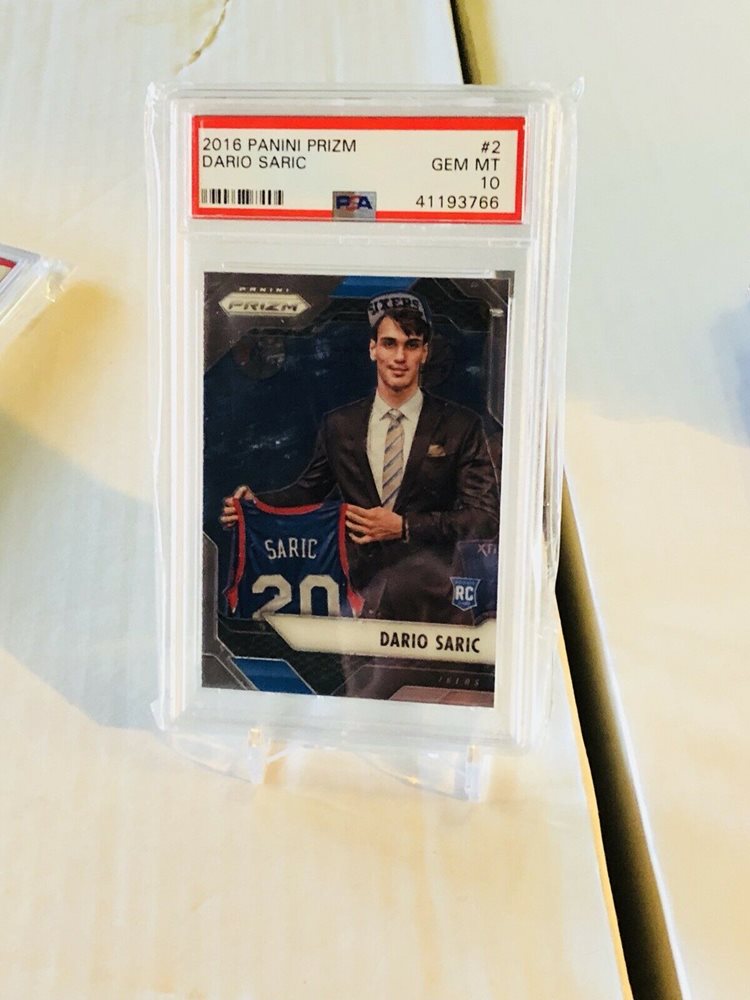 2016 PANINI PRIZM #2
DARIO SARIC GEM MT
10
PSA 41193766
PANINI
PRIZM
SIXERS
SARIC
20
RC
DARIO SARIC
76ERS